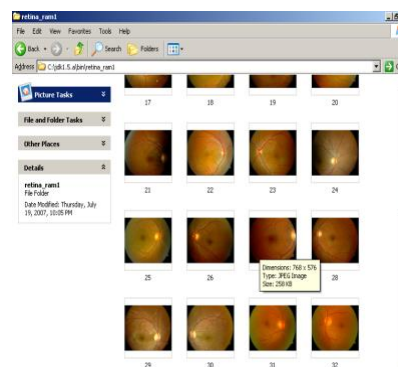 retina_ram1
File Edit View Favorites Tools Help
Back Search Folders
Address C:\jdk1.5.a\bin\retina_ram1
Picture Tasks
File and Folder Tasks
Other Places
Details
retina_ram1
File Folder
Date Modified: Thursday, July
19, 2007, 10:05 PM
17 18 19 20
21 22 23 24
25 26 28
Dimensions: 768 x 576
Type: JPEG Image
Size: 258 KB
29 30 31 32